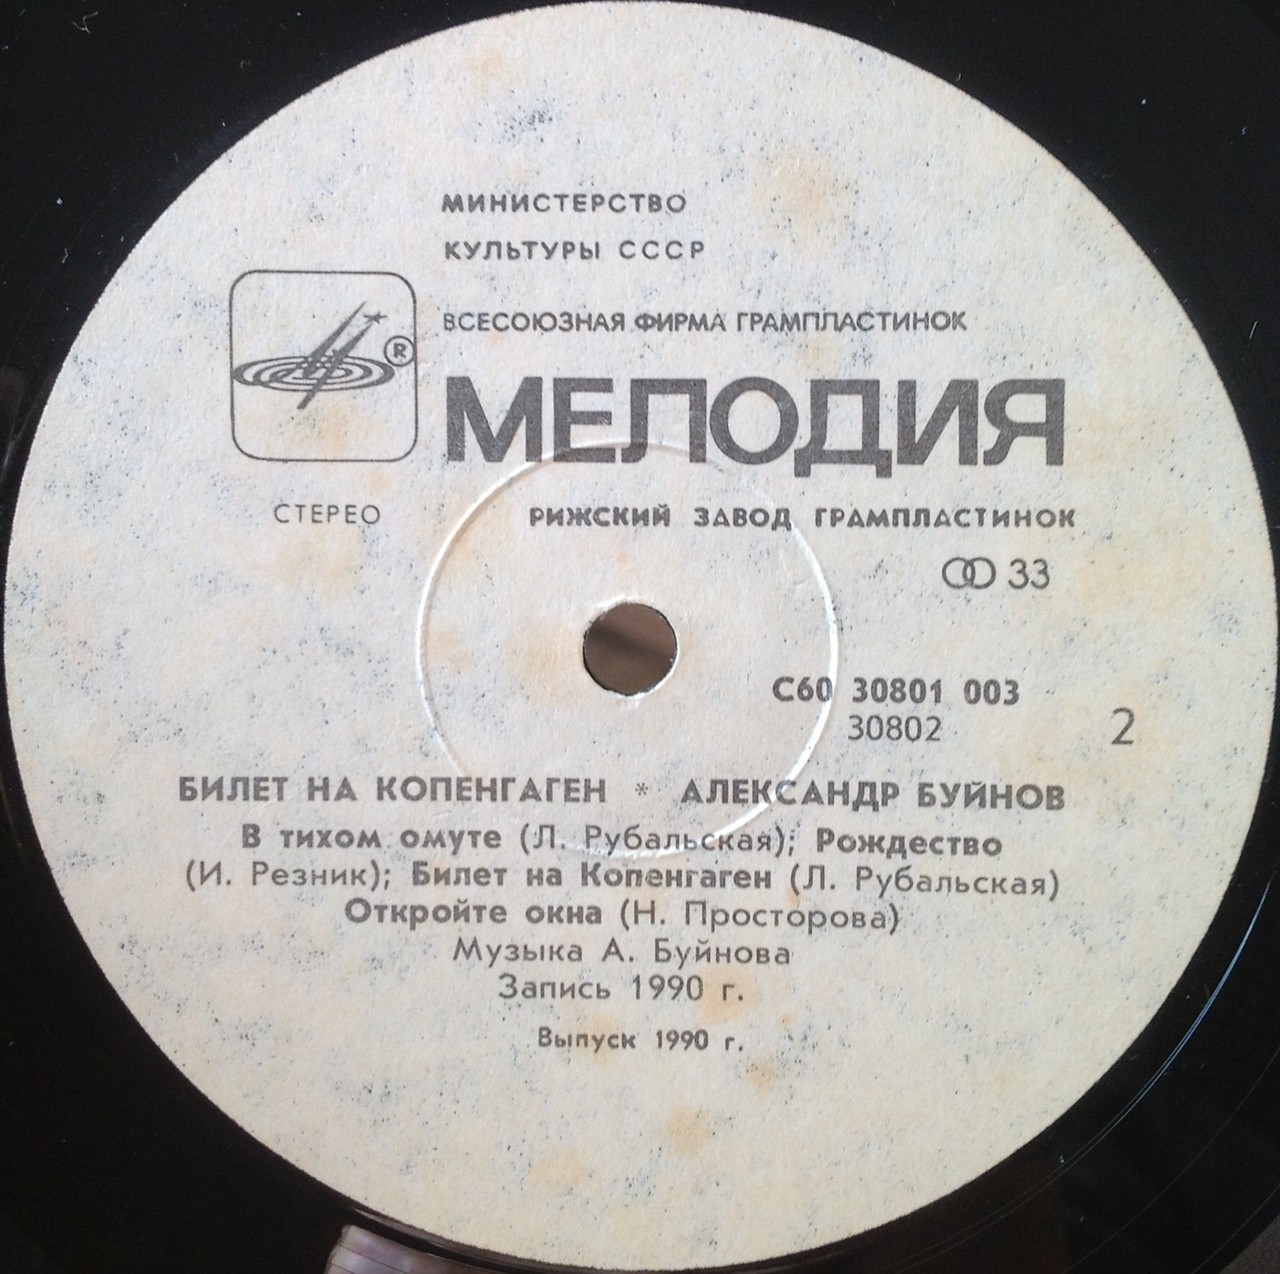 МИНИСТЕРСТВО
КУЛЬТУРЫ СССР
ВСЕСОЮЗНАЯ ФИРМА ГРАМПЛАСТИНОК
®
МЕЛОДИЯ
СТЕРЕО
РИЖСКИЙ ЗАВОД ГРАМПЛАСТИНОК
33
С60 30801 003
30802
2
БИЛЕТ НА КОПЕНГАГЕН * АЛЕКСАНДР БУЙНОВ
В тихом омуте (Л. Рубальская); Рождество
(И. Резник); Билет на Копенгаген (Л. Рубальская)
Откройте окна (Н. Просторова)
Музыка А. Буйнова
Запись 1990 г.
Выпуск 1990 г.